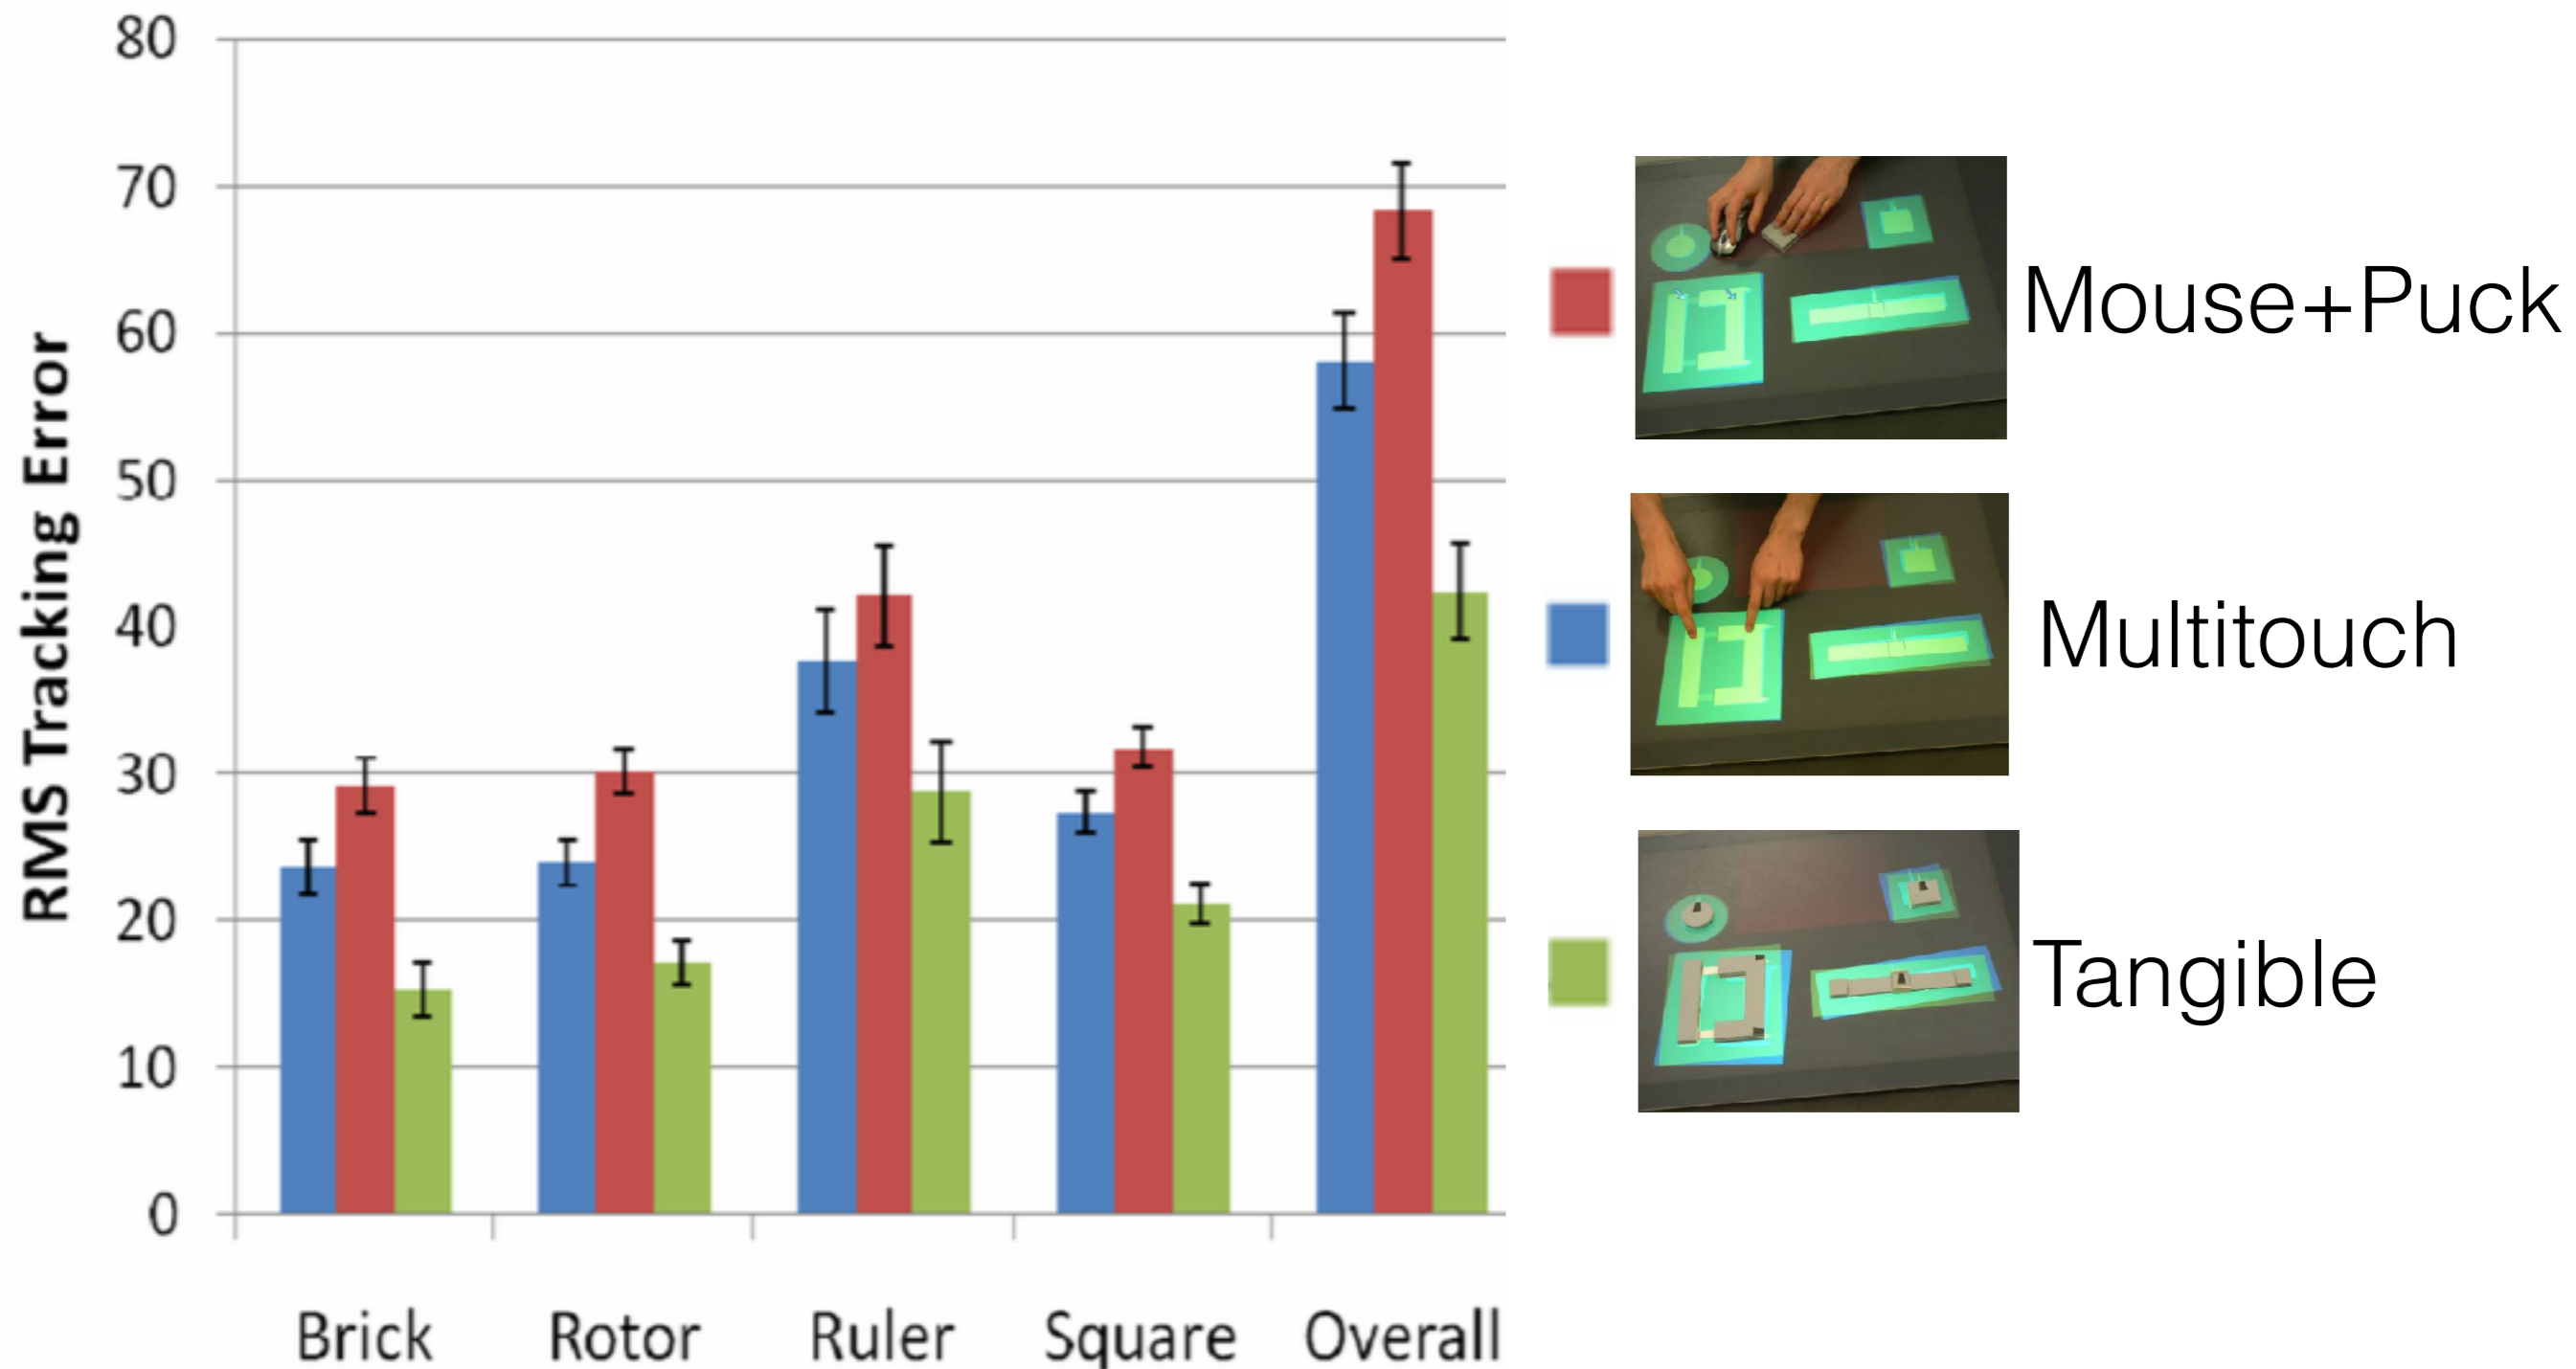 80
70
60
50
40
30
20
10
0
RMS Tracking Error
Brick Rotor Ruler Square Overall
Mouse+Puck
Multitouch
Tangible